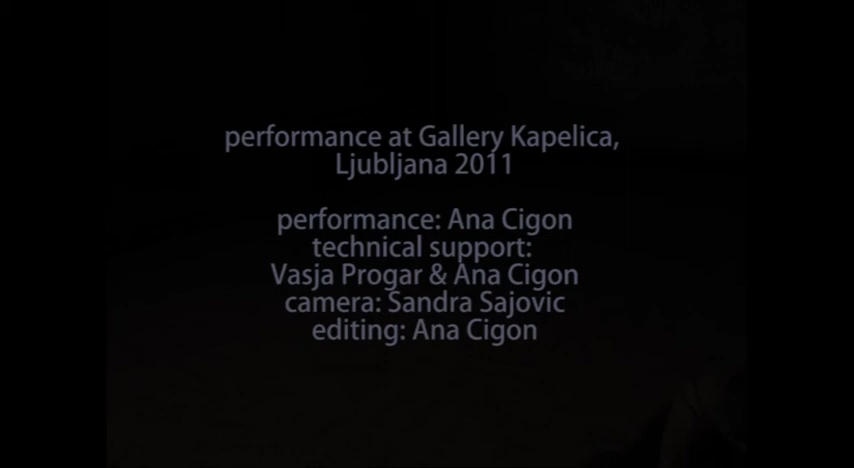 performance at Gallery Kapelica,
Ljubljana 2011
performance: Ana Cigon
technical support:
Vasja Progar & Ana Cigon
camera: Sandra Sajovic
editing: Ana Cigon